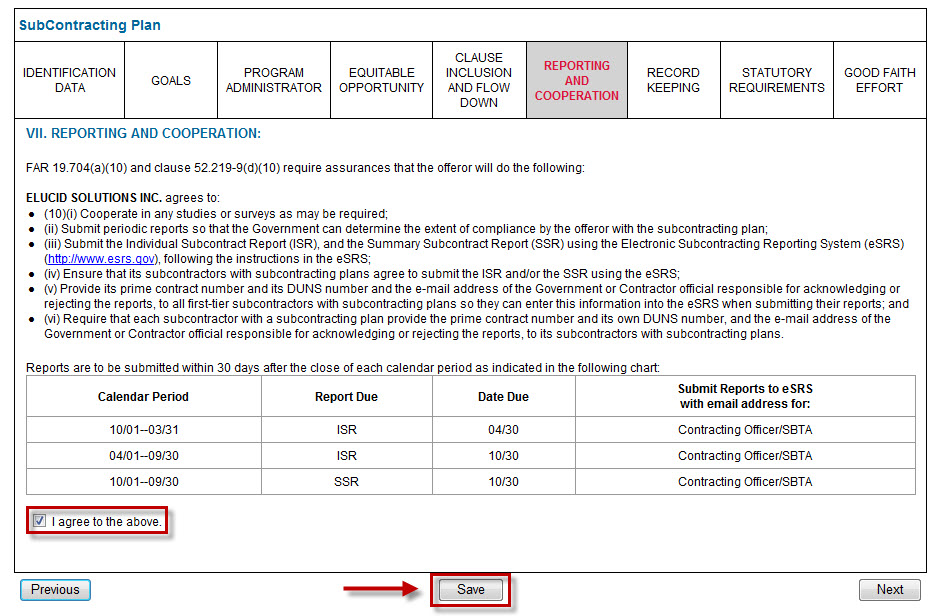 SubContracting Plan
IDENTIFICATION DATA
GOALS
PROGRAM ADMINISTRATOR
EQUITABLE OPPORTUNITY
CLAUSE INCLUSION AND FLOW DOWN
REPORTING AND COOPERATION
RECORD KEEPING
STATUTORY REQUIREMENTS
GOOD FAITH EFFORT
VII. REPORTING AND COOPERATION:
FAR 19.704(a)(10) and clause 52.219-9(d)(10) require assurances that the offeror will do the following:
ELUCID SOLUTIONS INC. agrees to:
● (10)(i) Cooperate in any studies or surveys as may be required;
● (ii) Submit periodic reports so that the Government can determine the extent of compliance by the offeror with the subcontracting plan;
● (iii) Submit the Individual Subcontract Report (ISR), and the Summary Subcontract Report (SSR) using the Electronic Subcontracting Reporting System (eSRS)
(http://www.esrs.gov), following the instructions in the eSRS;
● (iv) Ensure that its subcontractors with subcontracting plans agree to submit the ISR and/or the SSR using the eSRS;
● (v) Provide its prime contract number and its DUNS number and the e-mail address of the Government or Contractor official responsible for acknowledging or
rejecting the reports, to all first-tier subcontractors with subcontracting plans so they can enter this information into the eSRS when submitting their reports; and
● (vi) Require that each subcontractor with a subcontracting plan provide the prime contract number and its own DUNS number, and the e-mail address of the
Government or Contractor official responsible for acknowledging or rejecting the reports, to its subcontractors with subcontracting plans.
Reports are to be submitted within 30 days after the close of each calendar period as indicated in the following chart:
Calendar Period Report Due Date Due Submit Reports to eSRS with email address for:
10/01--03/31 ISR 04/30 Contracting Officer/SBTA
04/01--09/30 ISR 10/30 Contracting Officer/SBTA
10/01--09/30 SSR 10/30 Contracting Officer/SBTA
I agree to the above.
Previous Save Next